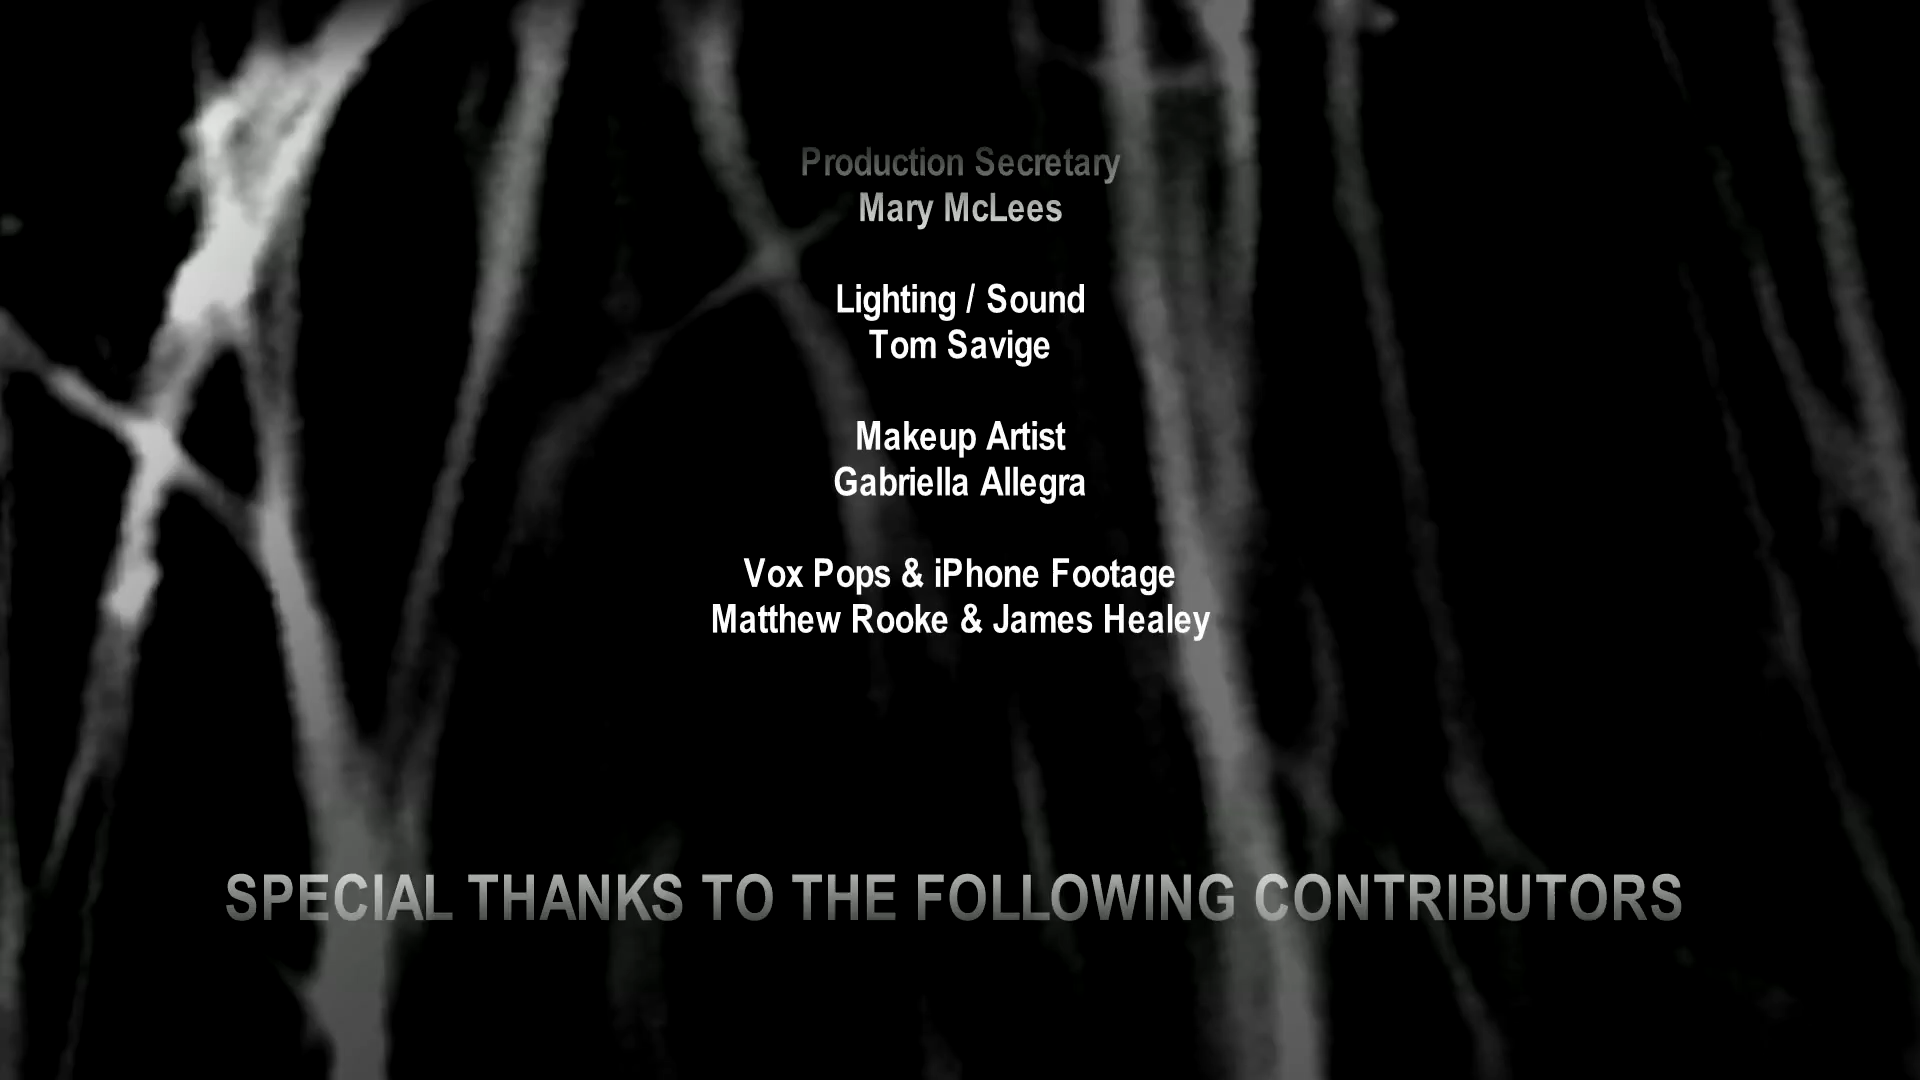 Production Secretary
Mary McLees
Lighting / Sound
Tom Savige
Makeup Artist
Gabriella Allegra
Vox Pops & iPhone Footage
Matthew Rooke & James Healey
SPECIAL THANKS TO THE FOLLOWING CONTRIBUTORS